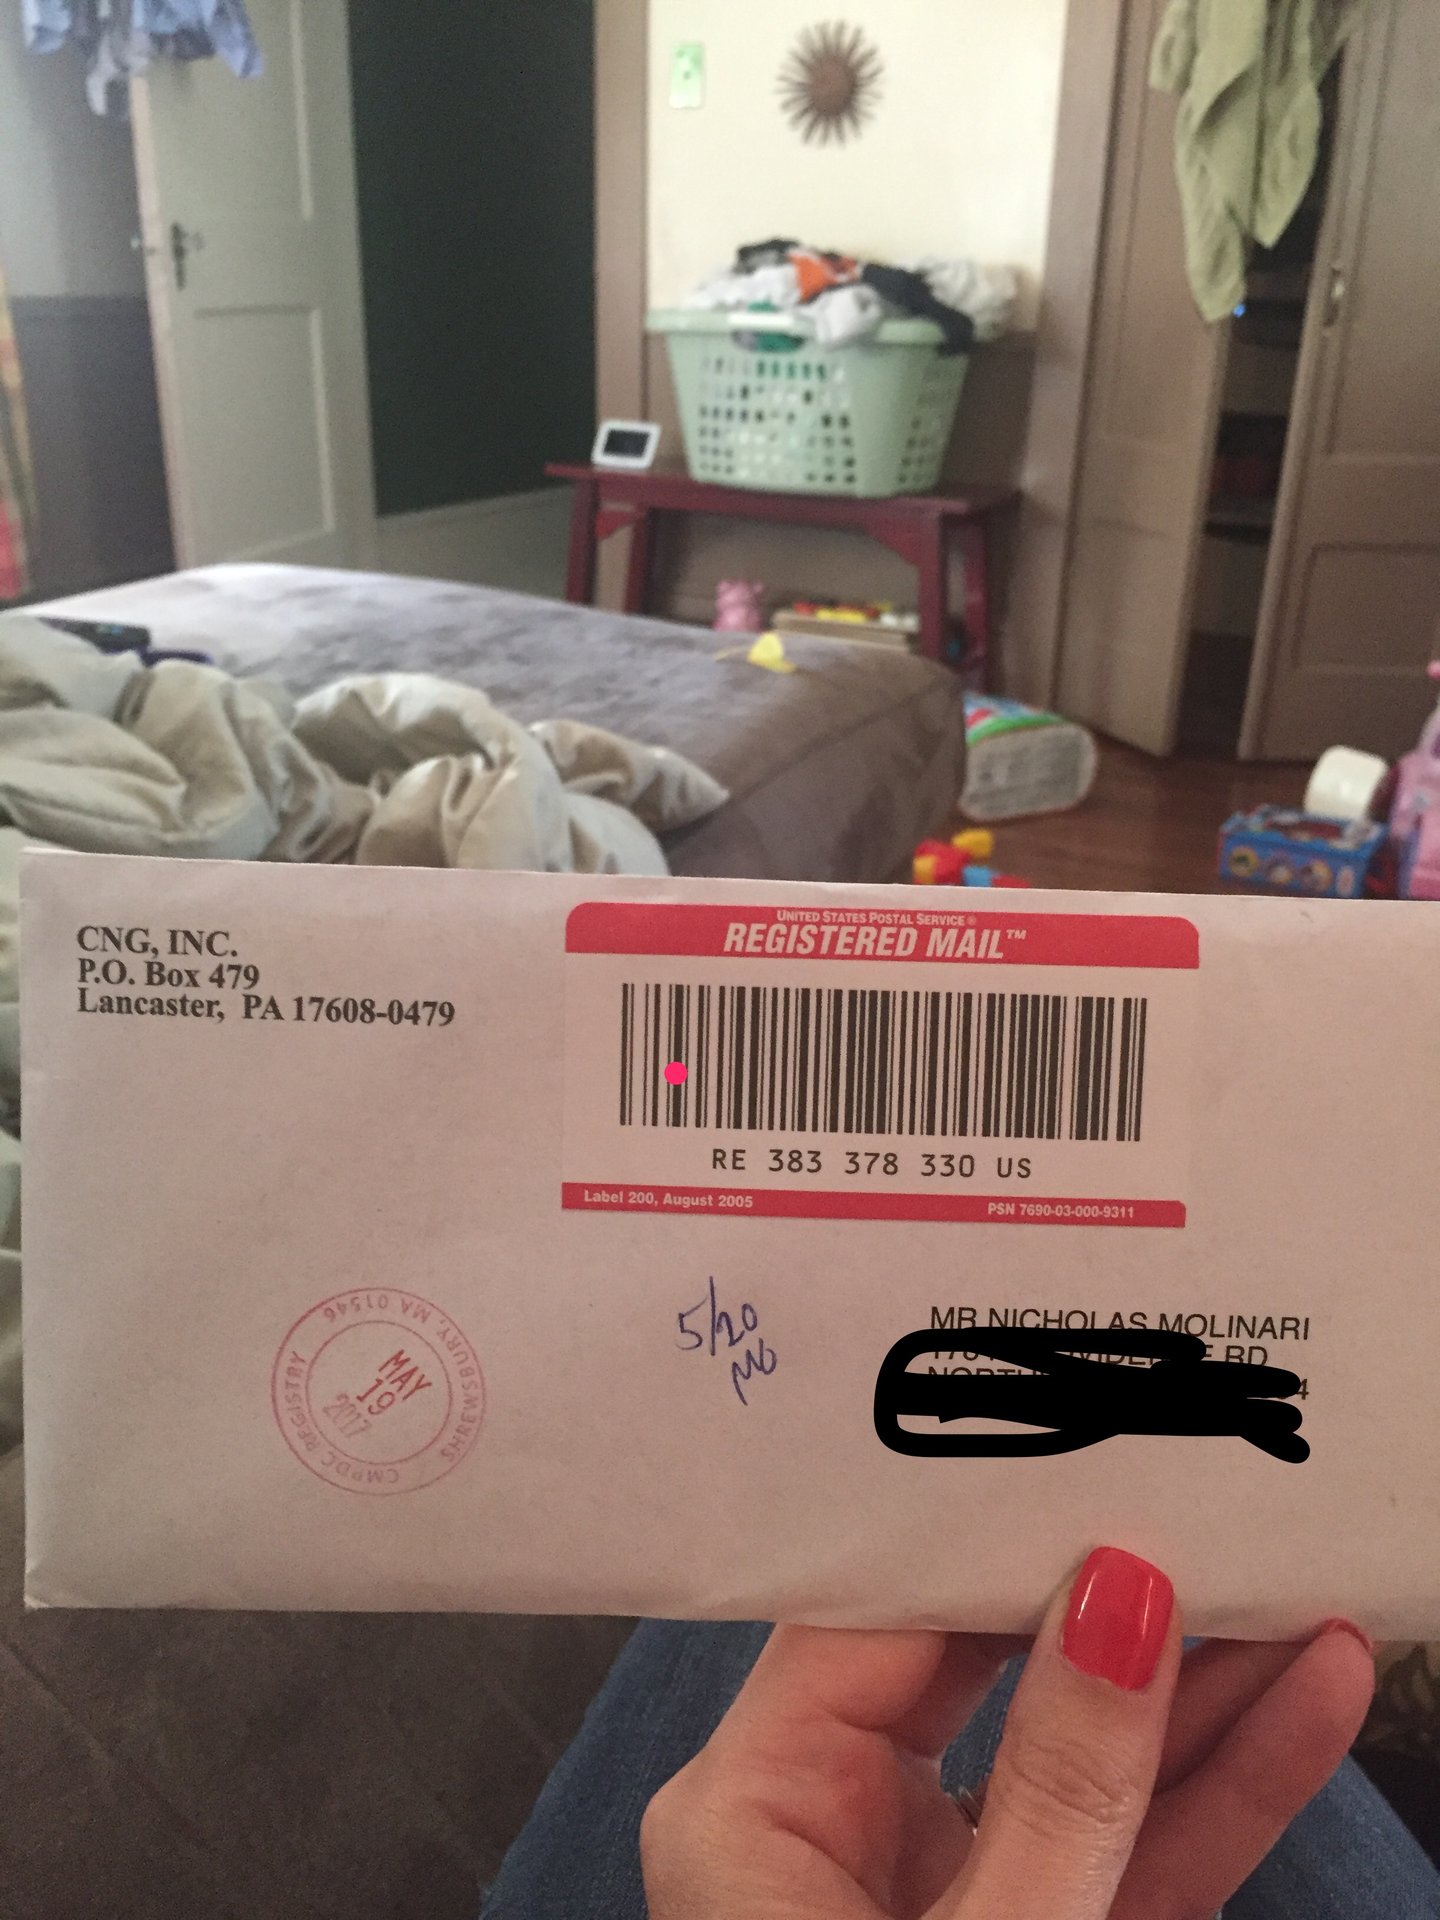 CNG, INC.
P.O. Box 479
Lancaster, PA 17608-0479
UNITED STATES POSTAL SERVICE®
REGISTERED MAIL™
RE 383 378 330 US
Label 200, August 2005
PSN 7690-03-000-9311
SHREWSBURY, MA 01546
CMPDC REGISTRY
MAY
19
2017
5/20
MR NICHOLAS MOLINARI
RD